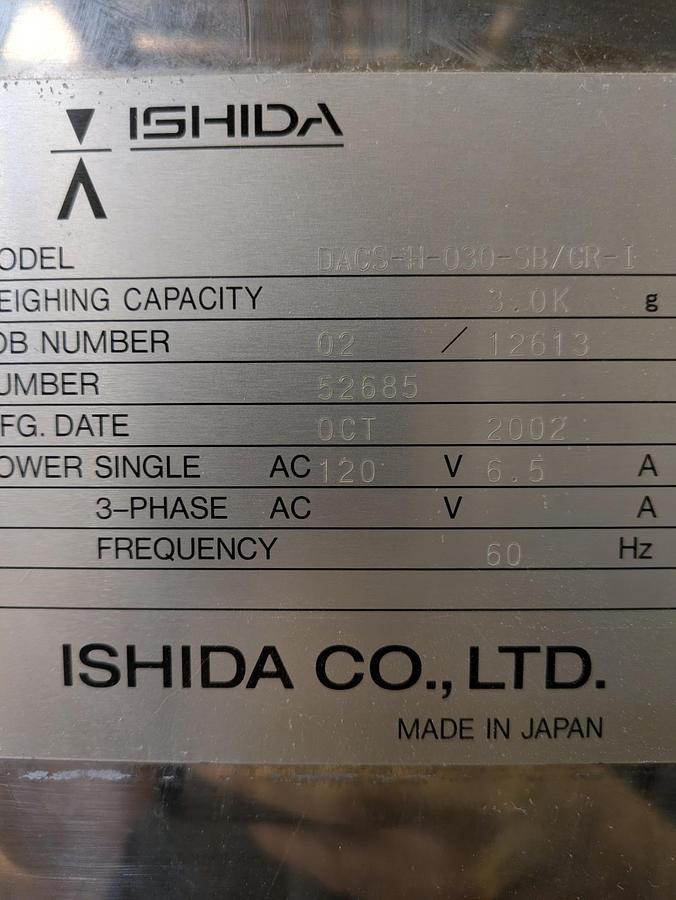 ISHIDA
ODEL DACS-H-030-SB/CR-I
EIGHING CAPACITY 3.0K g
OB NUMBER 02 / 12613
UMBER 52685
FG. DATE OCT 2002
OWER SINGLE AC 120 V 6.5 A
3-PHASE AC V A
FREQUENCY 60 Hz
ISHIDA CO., LTD.
MADE IN JAPAN